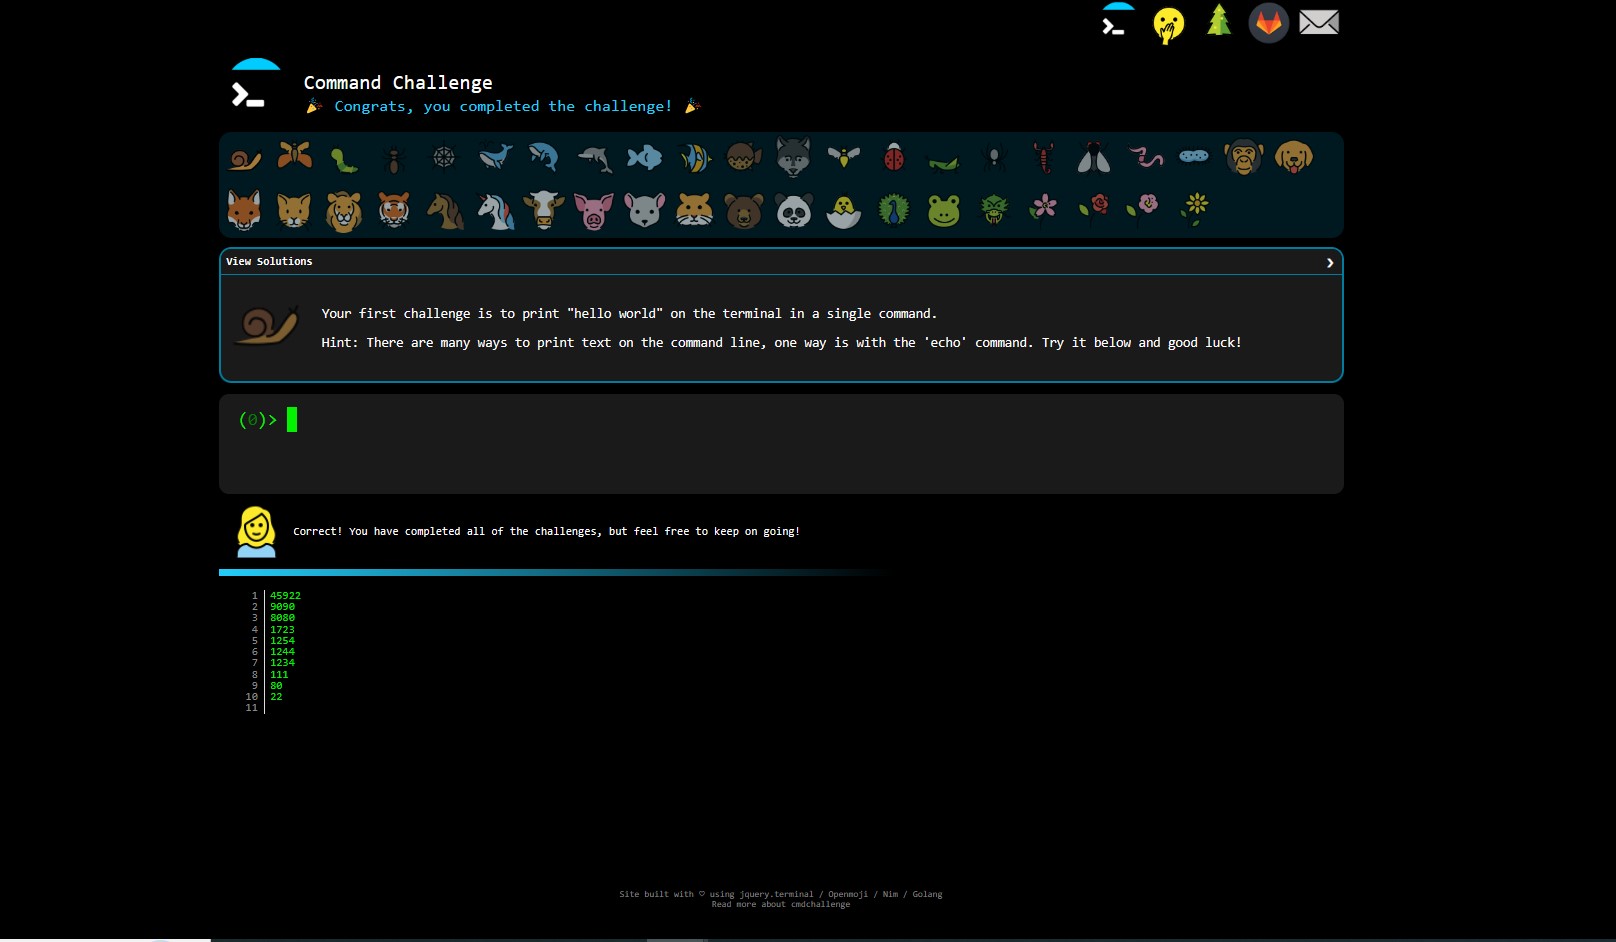 Command Challenge
Congrats, you completed the challenge!
View Solutions
Your first challenge is to print "hello world" on the terminal in a single command.
Hint: There are many ways to print text on the command line, one way is with the 'echo' command. Try it below and good luck!
(0)>
Correct! You have completed all of the challenges, but feel free to keep on going!
1 45922
2 9090
3 8080
4 1723
5 1254
6 1244
7 1234
8 111
9 80
10 22
11
Site built with ♡ using jquery.terminal / Openmoji / Nim / Golang
Read more about cmdchallenge